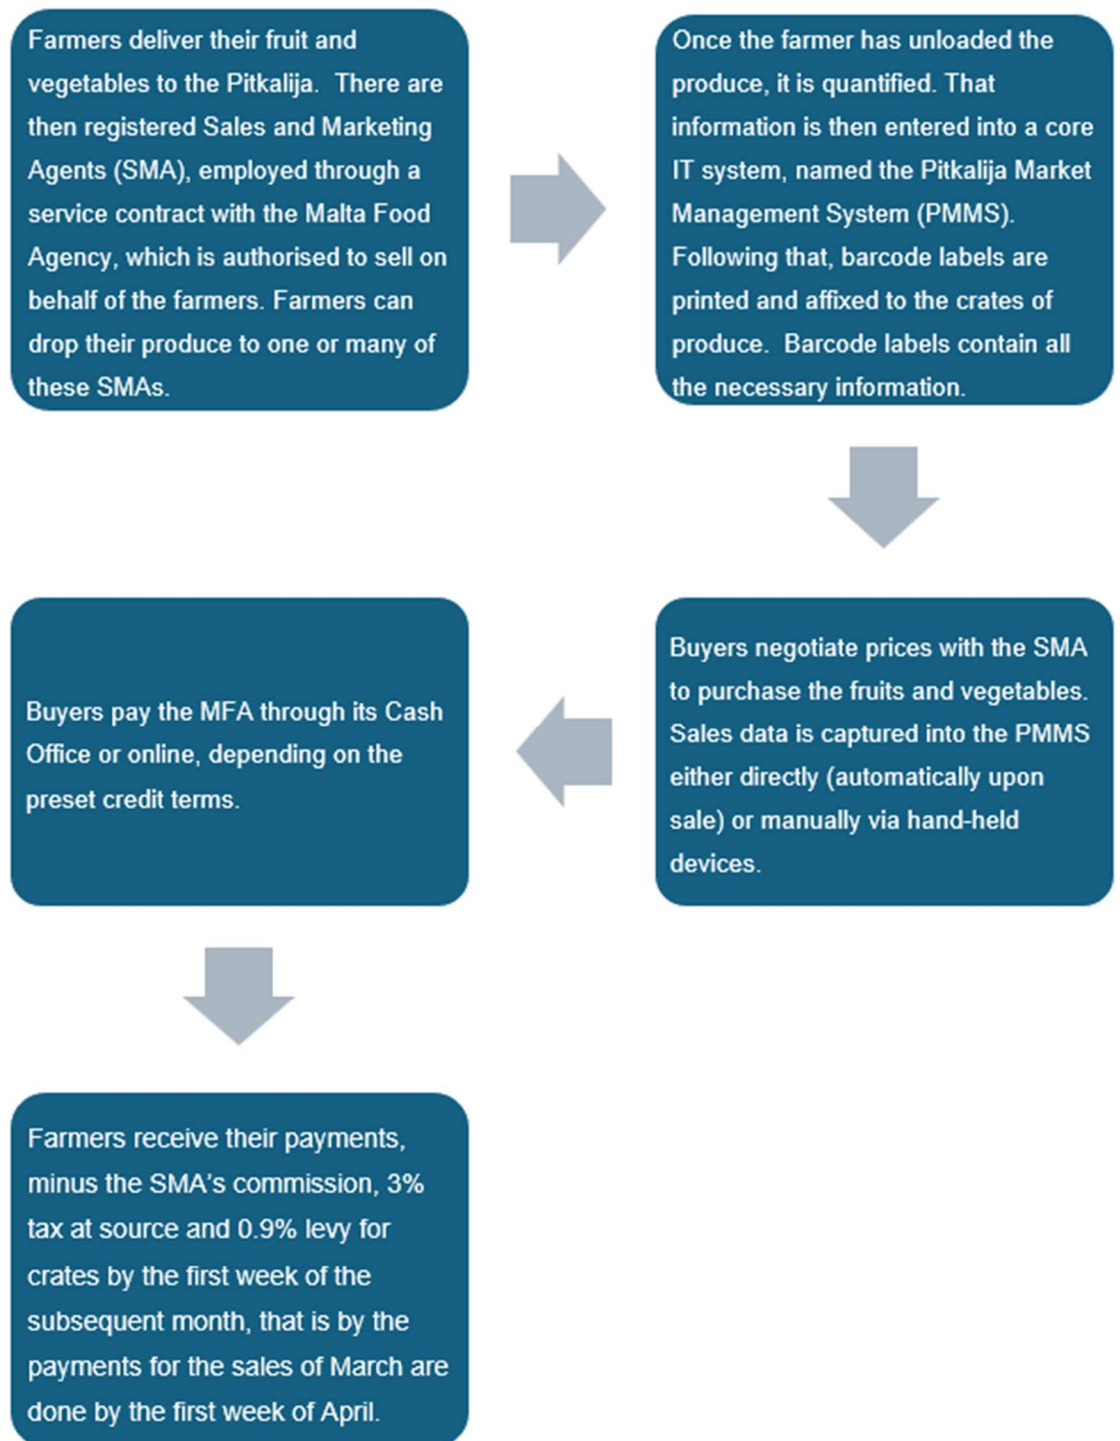 Farmers deliver their fruit and
vegetables to the Pitkalija.  There are
then registered Sales and Marketing
Agents (SMA), employed through a
service contract with the Malta Food
Agency, which is authorised to sell on
behalf of the farmers. Farmers can
drop their produce to one or many of
these SMAs.
Once the farmer has unloaded the
produce, it is quantified. That
information is then entered into a core
IT system, named the Pitkalija Market
Management System (PMMS).
Following that, barcode labels are
printed and affixed to the crates of
produce.  Barcode labels contain all
the necessary information.
Buyers negotiate prices with the SMA
to purchase the fruits and vegetables.
Sales data is captured into the PMMS
either directly (automatically upon
sale) or manually via hand-held
devices.
Buyers pay the MFA through its Cash
Office or online, depending on the
preset credit terms.
Farmers receive their payments,
minus the SMA’s commission, 3%
tax at source and 0.9% levy for
crates by the first week of the
subsequent month, that is by the
payments for the sales of March are
done by the first week of April.